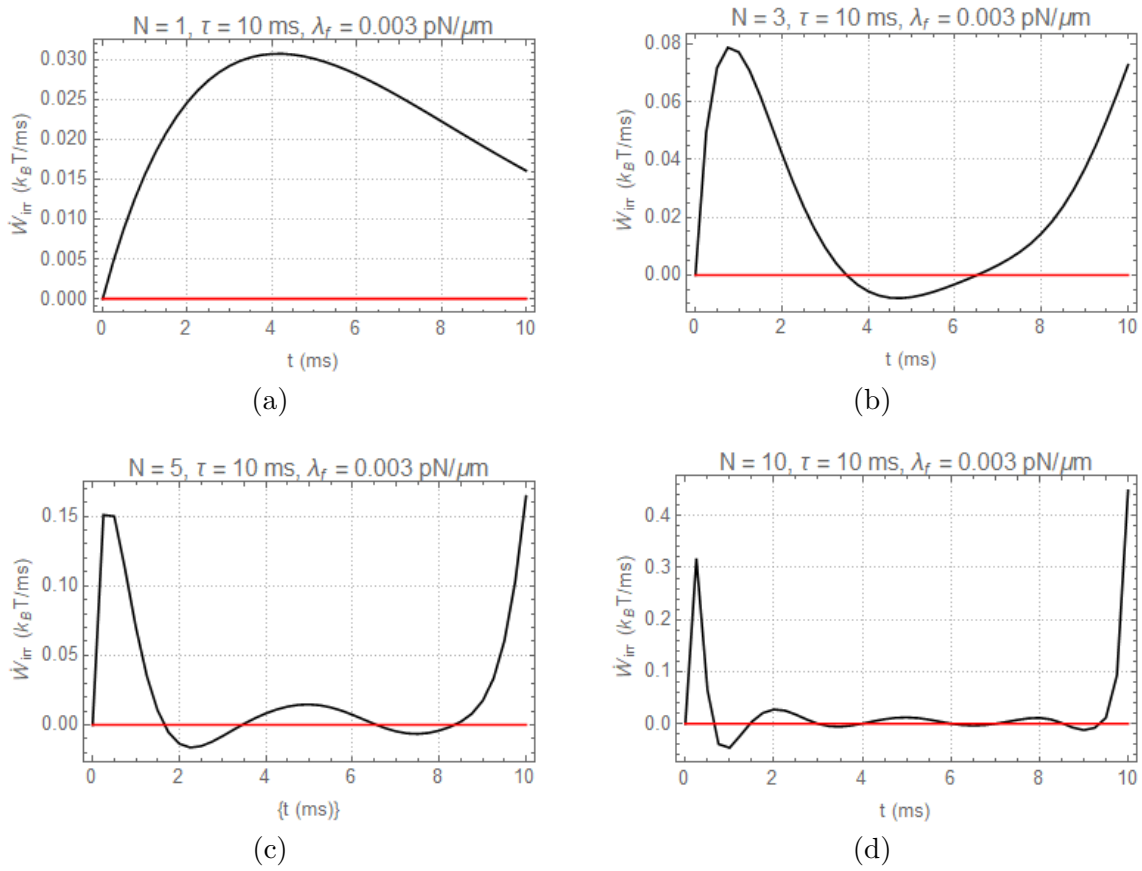 N = 1, τ = 10 ms, λ_f = 0.003 pN/μm
Ẇ_irr (k_B T/ms)
0.030
0.025
0.020
0.015
0.010
0.005
0.000
0 2 4 6 8 10
t (ms)
(a)
N = 3, τ = 10 ms, λ_f = 0.003 pN/μm
Ẇ_irr (k_B T/ms)
0.08
0.06
0.04
0.02
0.00
0 2 4 6 8 10
t (ms)
(b)
N = 5, τ = 10 ms, λ_f = 0.003 pN/μm
Ẇ_irr (k_B T/ms)
0.15
0.10
0.05
0.00
0 2 4 6 8 10
{t (ms)}
(c)
N = 10, τ = 10 ms, λ_f = 0.003 pN/μm
Ẇ_irr (k_B T/ms)
0.4
0.3
0.2
0.1
0.0
0 2 4 6 8 10
t (ms)
(d)